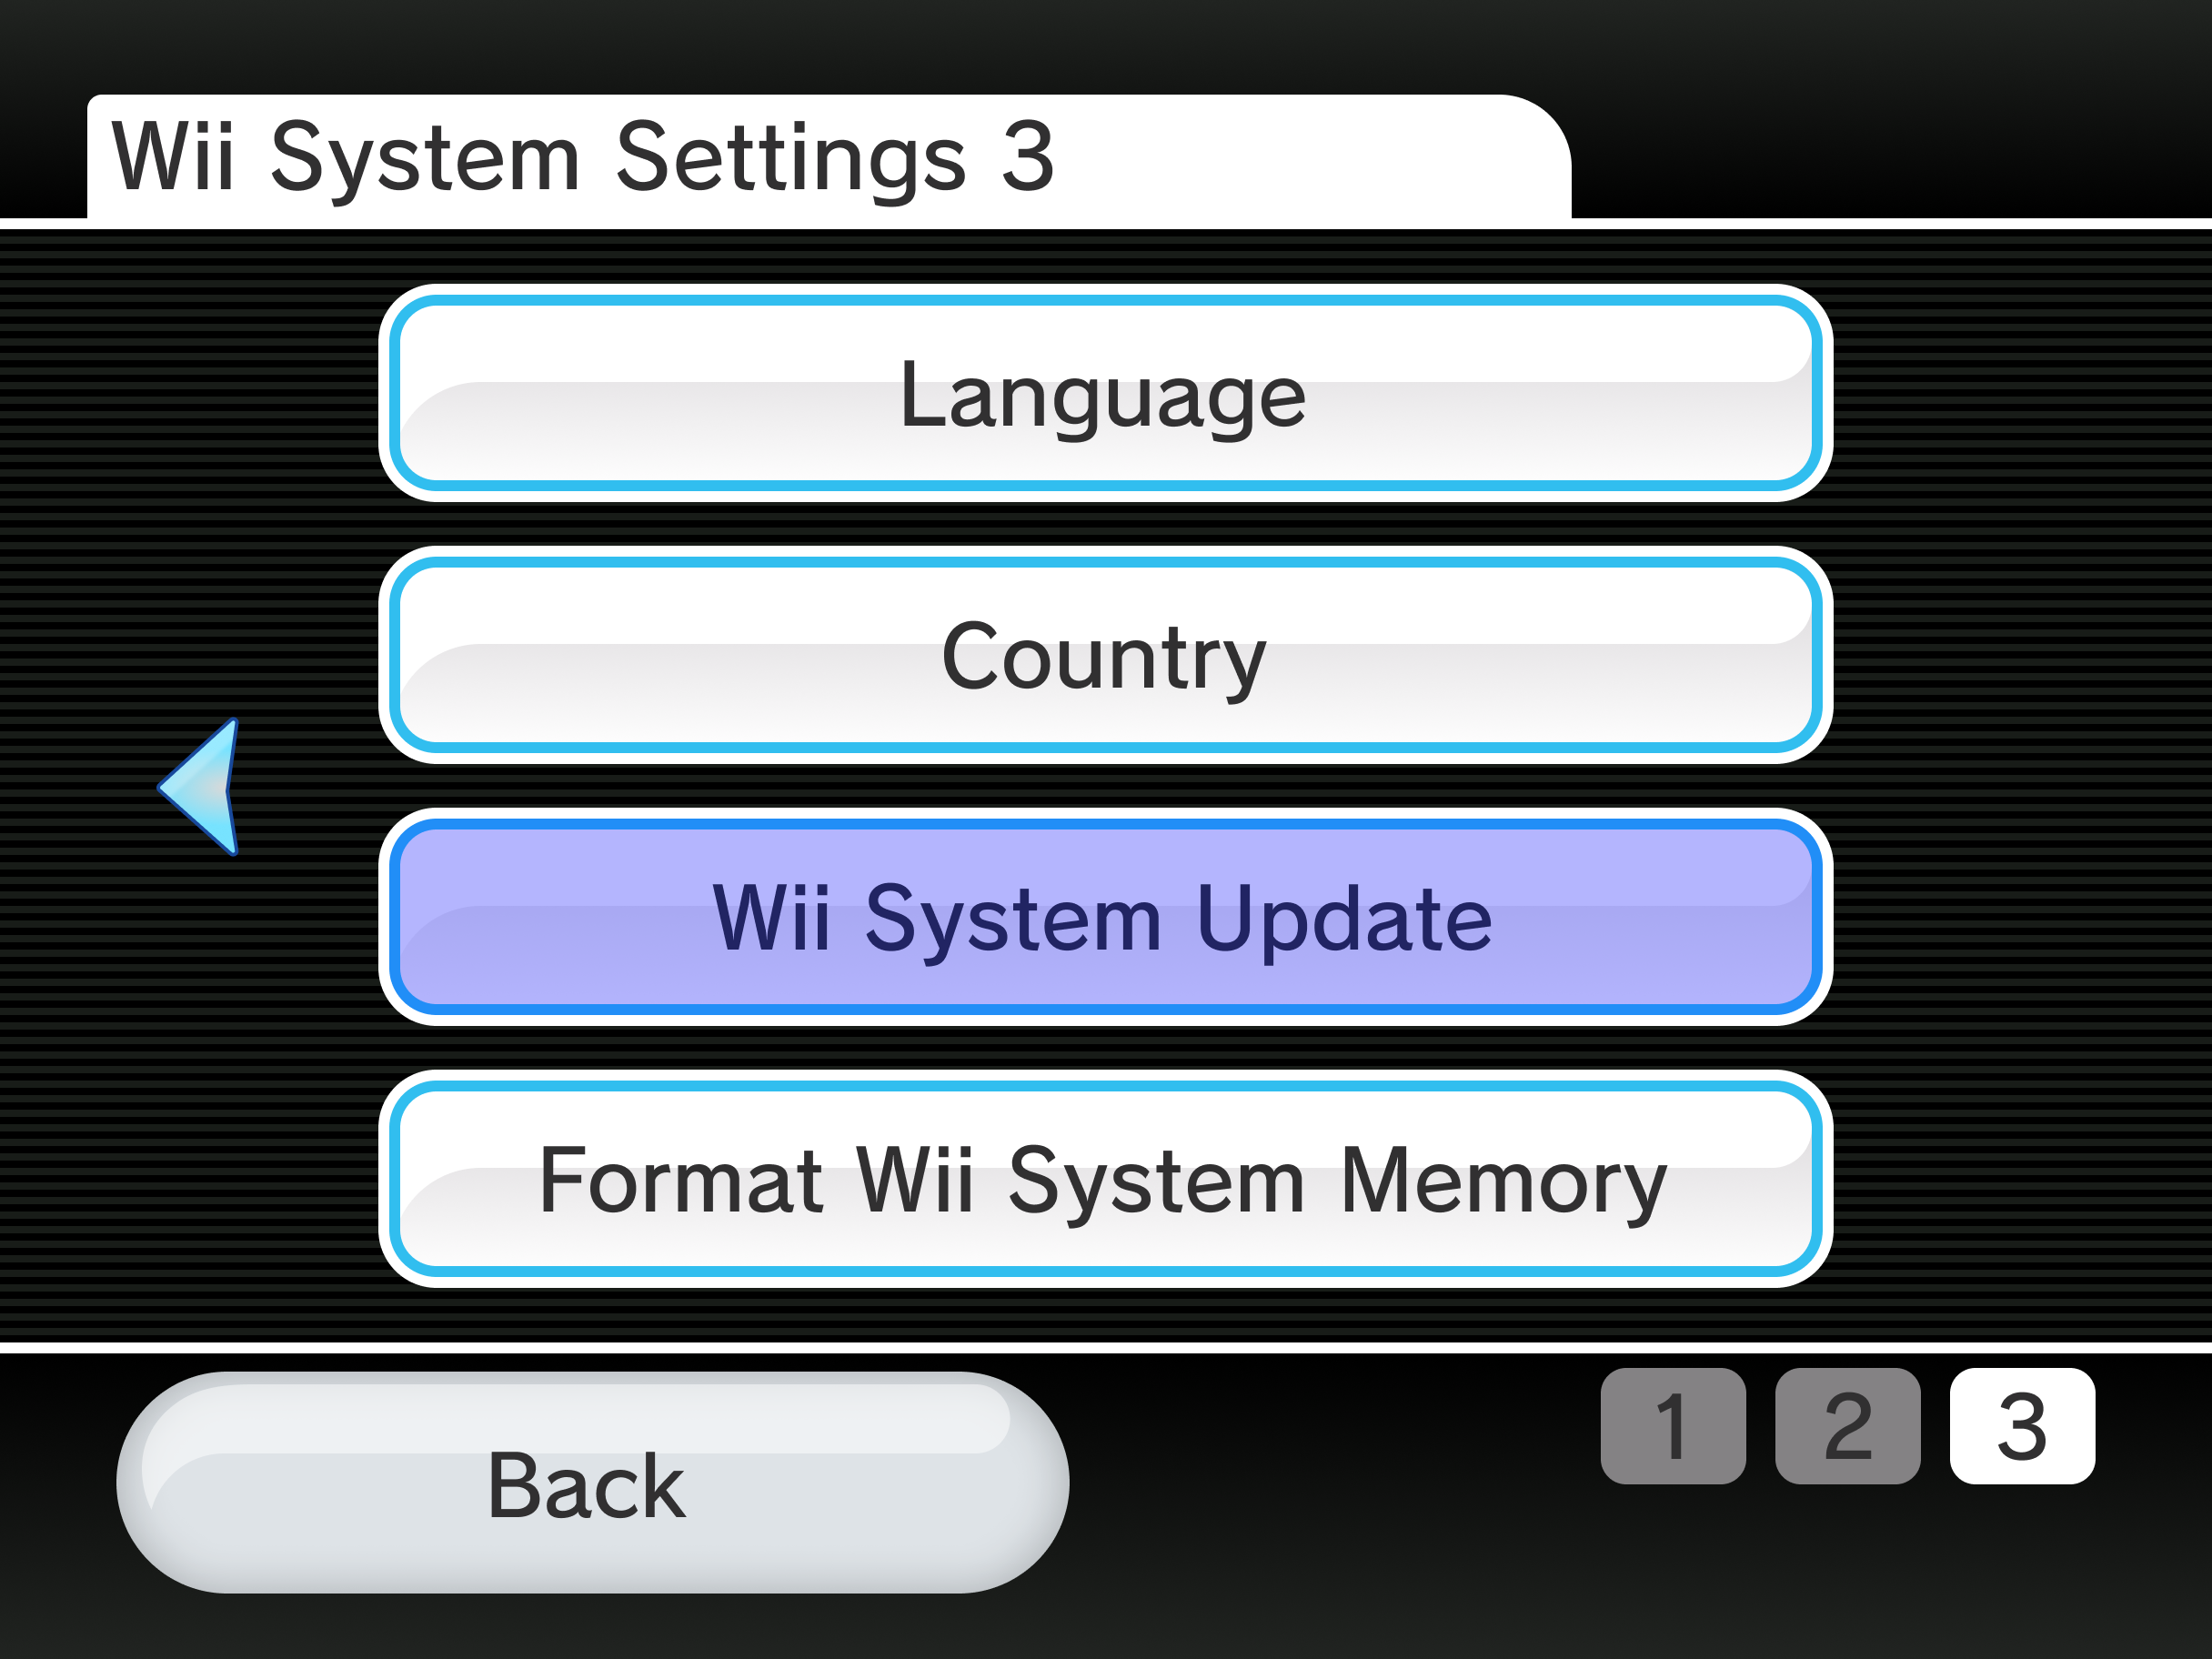 Wii System Settings 3
Language
Country
Wii System Update
Format Wii System Memory
Back
1 2 3